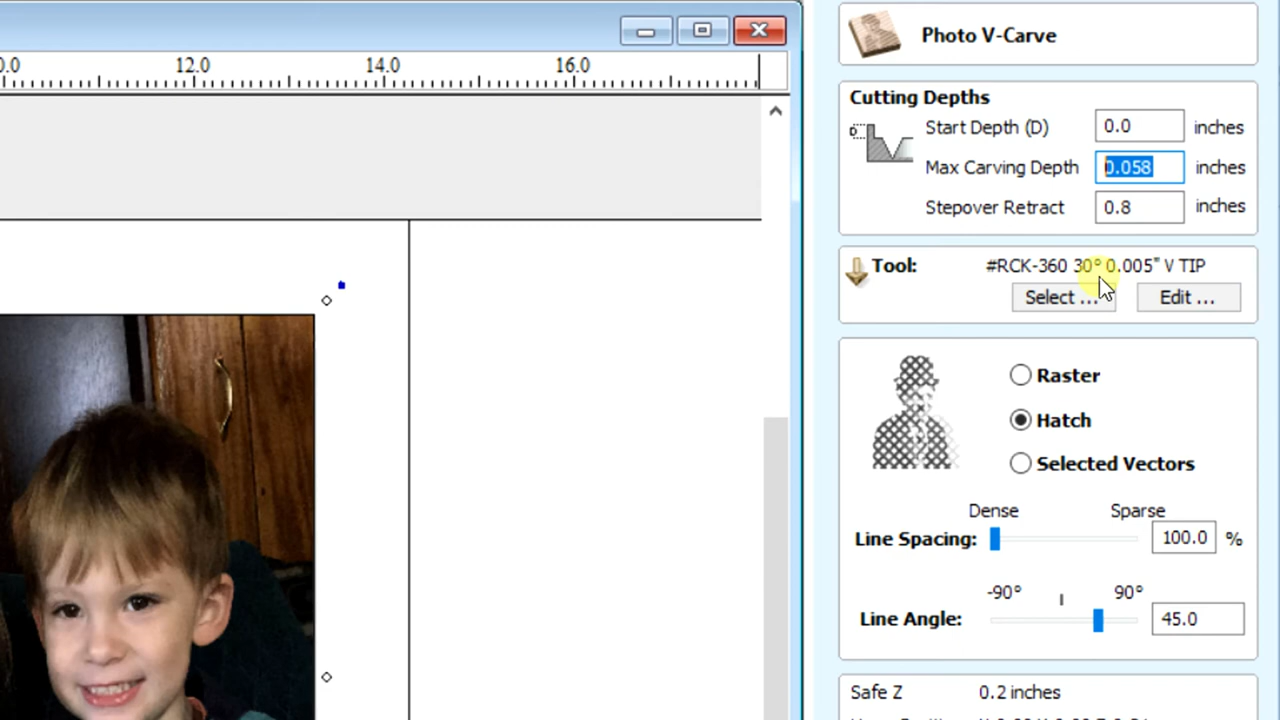 Photo V-Carve
0.0 12.0 14.0 16.0
Cutting Depths
D
Start Depth (D) 0.0 inches
Max Carving Depth 0.058 inches
Stepover Retract 0.8 inches
Tool: #RCK-360 30° 0.005" V TIP
Select ... Edit ...
Raster
Hatch
Selected Vectors
Dense Sparse
Line Spacing: 100.0 %
-90° 90°
Line Angle: 45.0
Safe Z 0.2 inches